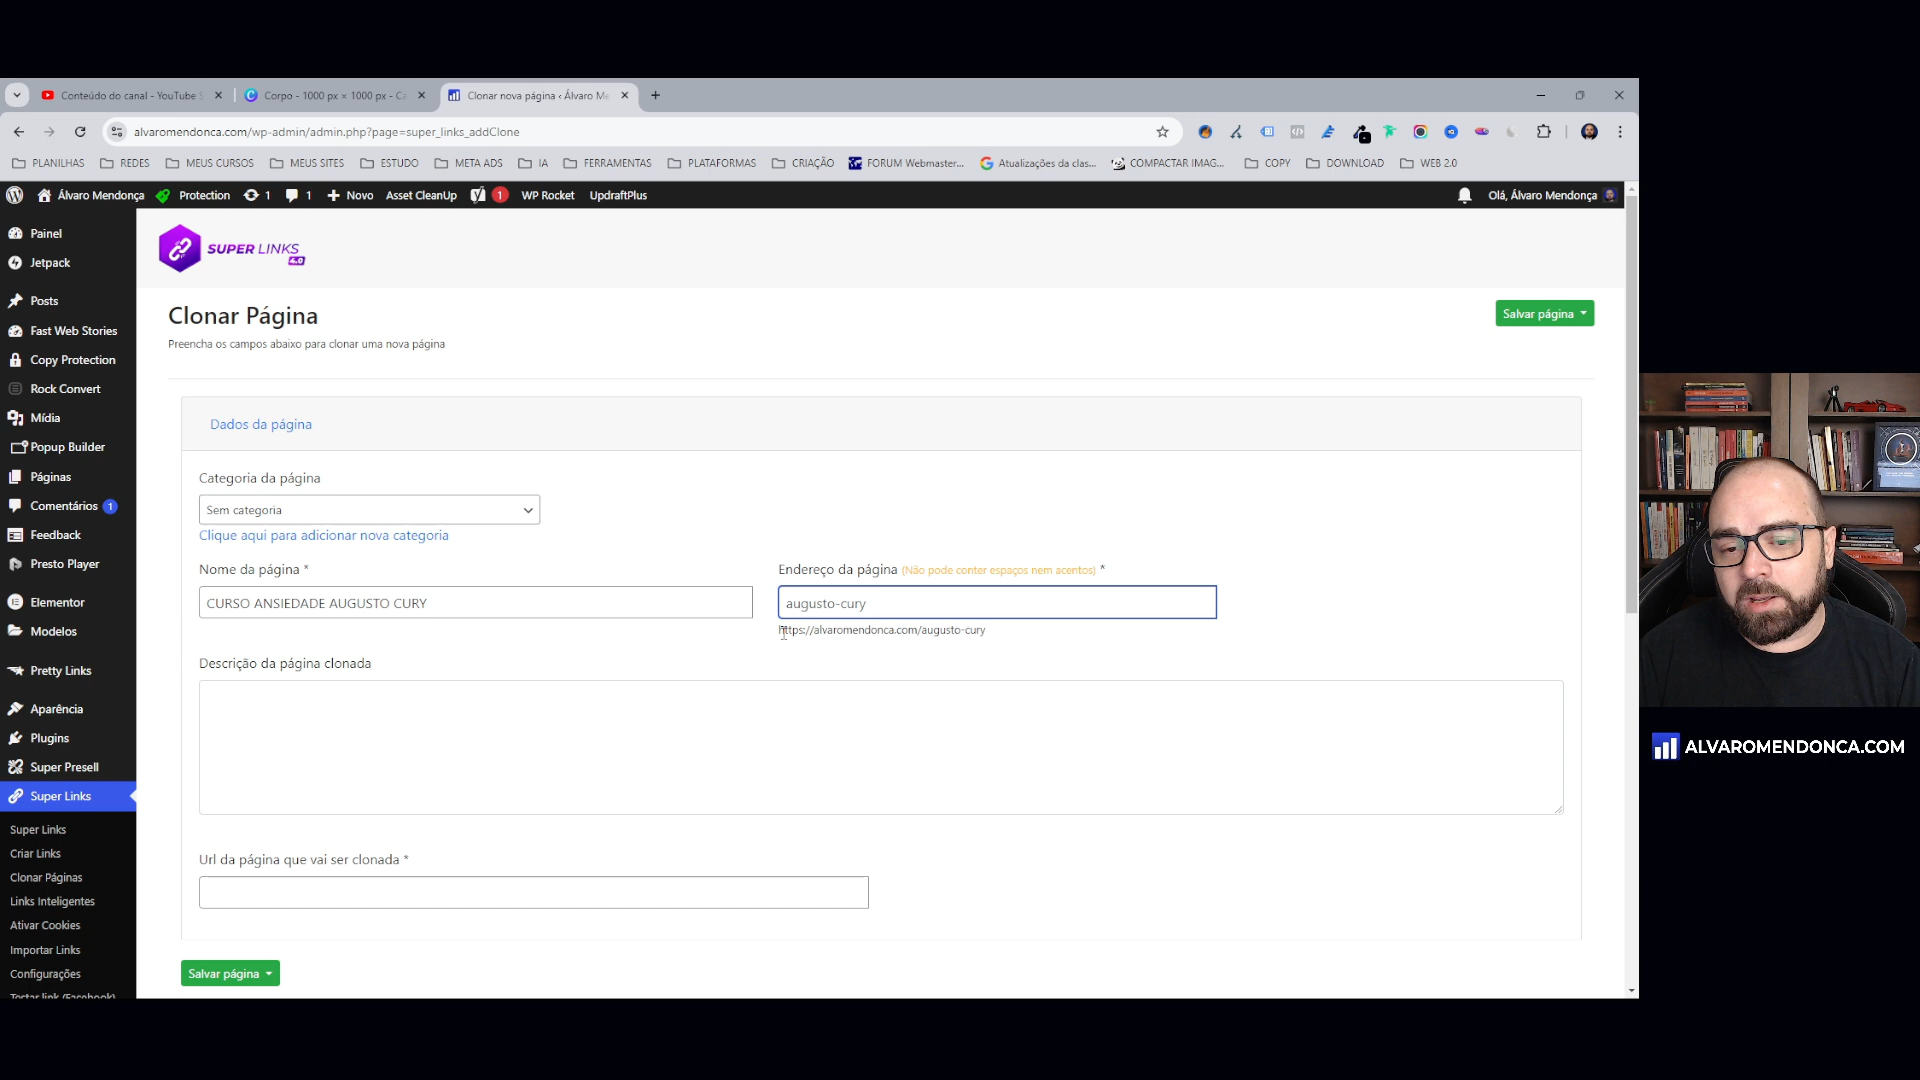 Conteúdo do canal - YouTube S
Corpo - 1000 px × 1000 px - Ca
Clonar nova página ‹ Álvaro Me
alvaromendonca.com/wp-admin/admin.php?page=super_links_addClone
PLANILHAS
REDES
MEUS CURSOS
MEUS SITES
ESTUDO
META ADS
IA
FERRAMENTAS
PLATAFORMAS
CRIAÇÃO
FORUM Webmaster...
Atualizações da clas...
COMPACTAR IMAG...
COPY
DOWNLOAD
WEB 2.0
Álvaro Mendonça
Protection
1
1
Novo
Asset CleanUp
1
WP Rocket
UpdraftPlus
Olá, Álvaro Mendonça
Painel
Jetpack
Posts
Fast Web Stories
Copy Protection
Rock Convert
Mídia
Popup Builder
Páginas
Comentários 1
Feedback
Presto Player
Elementor
Modelos
Pretty Links
Aparência
Plugins
Super Presell
Super Links
Super Links
Criar Links
Clonar Páginas
Links Inteligentes
Ativar Cookies
Importar Links
Configurações
Testar link (Facebook)
SUPER LINKS
4.0
Clonar Página
Salvar página
Preencha os campos abaixo para clonar uma nova página
Dados da página
Categoria da página
Sem categoria
Clique aqui para adicionar nova categoria
Nome da página *
Endereço da página (Não pode conter espaços nem acentos) *
CURSO ANSIEDADE AUGUSTO CURY
augusto-cury
https://alvaromendonca.com/augusto-cury
Descrição da página clonada
Url da página que vai ser clonada *
Salvar página
ALVAROMENDONCA.COM